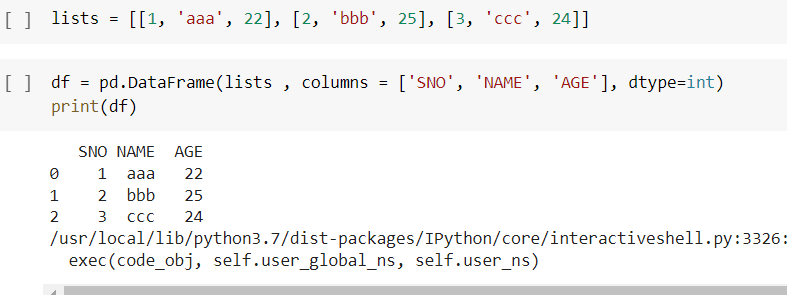 [ ] lists = [[1, 'aaa', 22], [2, 'bbb', 25], [3, 'ccc', 24]]
[ ] df = pd.DataFrame(lists , columns = ['SNO', 'NAME', 'AGE'], dtype=int)
print(df)
SNO NAME AGE
0 1 aaa 22
1 2 bbb 25
2 3 ccc 24
/usr/local/lib/python3.7/dist-packages/IPython/core/interactiveshell.py:3326:
exec(code_obj, self.user_global_ns, self.user_ns)